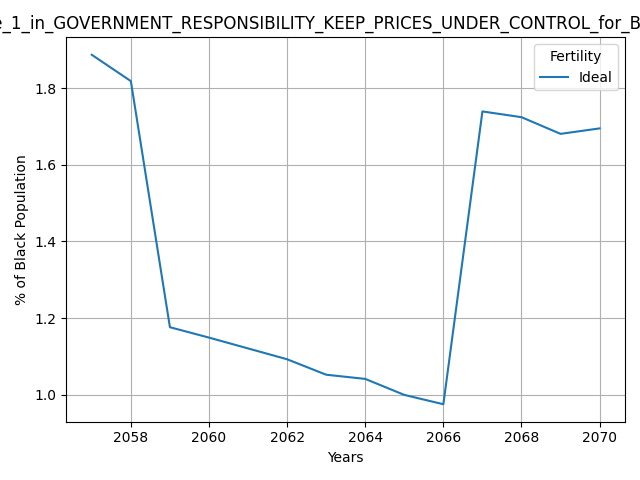 e_1_in_GOVERNMENT_RESPONSIBILITY_KEEP_PRICES_UNDER_CONTROL_for_B
Fertility
Ideal
% of Black Population
1.8
1.6
1.4
1.2
1.0
2058 2060 2062 2064 2066 2068 2070
Years